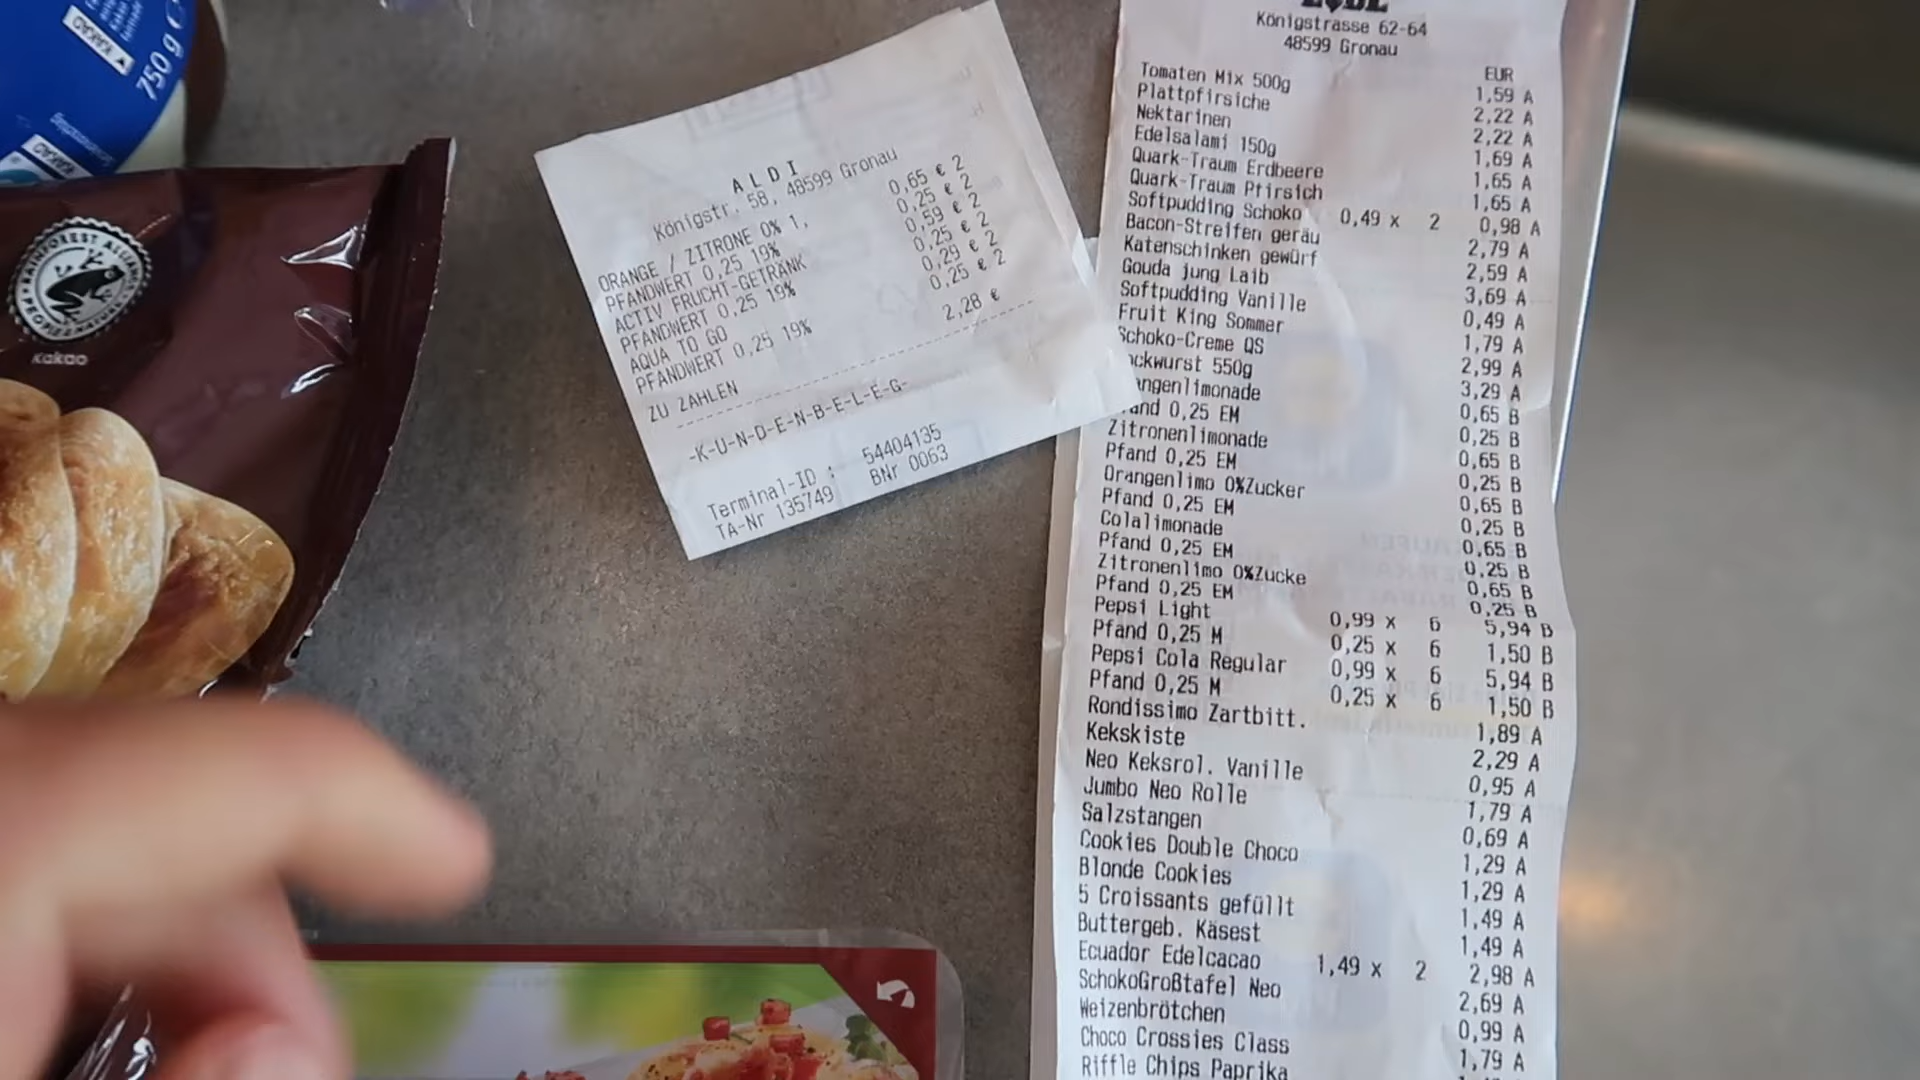 750 g
KAKAO
KAKAO
RAINFOREST ALLIANCE
PEOPLE & NATURE
Kakao
ALDI
Königstr. 58, 48599 Gronau
ORANGE / ZITRONE 0% 1, 0,65 € 2
PFANDWERT 0,25 19% 0,25 € 2
ACTIV FRUCHT-GETRÄNK 0,59 € 2
PFANDWERT 0,25 19% 0,25 € 2
AQUA TO GO 0,29 € 2
PFANDWERT 0,25 19% 0,25 € 2
ZU ZAHLEN 2,28 €
-K-U-N-D-E-N-B-E-L-E-G-
Terminal-ID : 54404135
TA-Nr 135749 BNr 0063
Königstrasse 62-64
48599 Gronau
EUR
Tomaten Mix 500g 1,59 A
Plattpfirsiche 2,22 A
Nektarinen 2,22 A
Edelsalami 150g 1,69 A
Quark-Traum Erdbeere 1,65 A
Quark-Traum Pfirsich 1,65 A
Softpudding Schoko 0,49 x 2 0,98 A
Bacon-Streifen geräu 2,79 A
Katenschinken gewürf 2,59 A
Gouda jung Laib 3,69 A
Softpudding Vanille 0,49 A
Fruit King Sommer 1,79 A
Schoko-Creme QS 2,99 A
ckwurst 550g 3,29 A
angenlimonade 0,65 B
and 0,25 EM 0,25 B
Zitronenlimonade 0,65 B
Pfand 0,25 EM 0,25 B
Orangenlimo 0%Zucker 0,65 B
Pfand 0,25 EM 0,25 B
Colalimonade 0,65 B
Pfand 0,25 EM 0,25 B
Zitronenlimo 0%Zucke 0,65 B
Pfand 0,25 EM 0,25 B
Pepsi Light 0,99 x 6 5,94 B
Pfand 0,25 M 0,25 x 6 1,50 B
Pepsi Cola Regular 0,99 x 6 5,94 B
Pfand 0,25 M 0,25 x 6 1,50 B
Rondissimo Zartbitt. 1,89 A
Kekskiste 2,29 A
Neo Keksrol. Vanille 0,95 A
Jumbo Neo Rolle 1,79 A
Salzstangen 0,69 A
Cookies Double Choco 1,29 A
Blonde Cookies 1,29 A
5 Croissants gefüllt 1,49 A
Buttergeb. Käsest 1,49 A
Ecuador Edelcacao 1,49 x 2 2,98 A
SchokoGroßtafel Neo 2,69 A
Weizenbrötchen 0,99 A
Choco Crossies Class 1,79 A
Riffle Chips Paprika